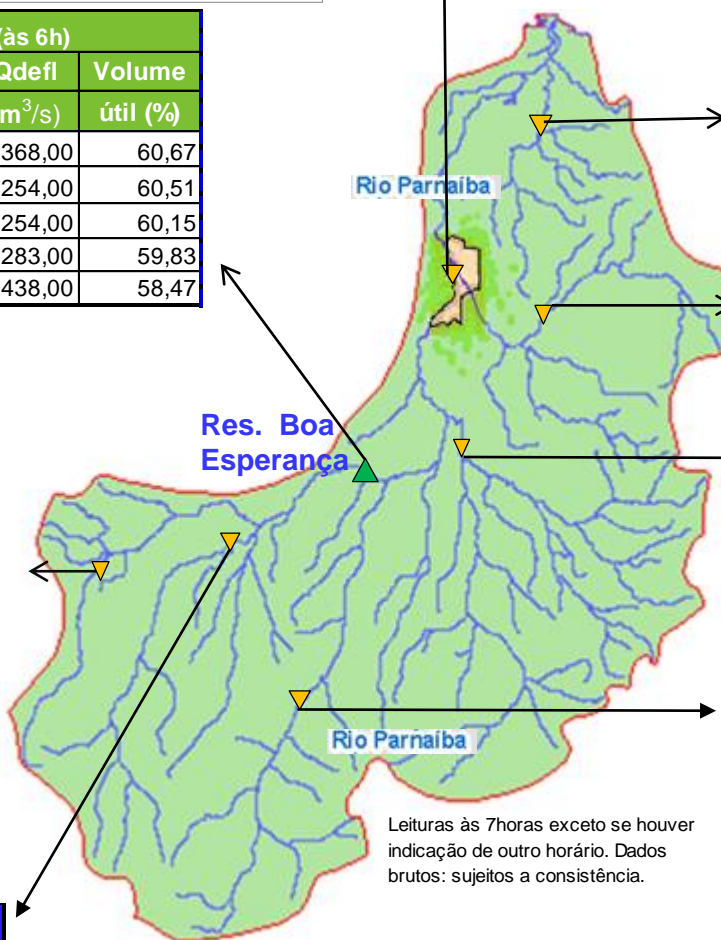 (às 6h)
Qdefl Volume
m³/s) útil (%)
368,00 60,67
254,00 60,51
254,00 60,15
283,00 59,83
438,00 58,47
Rio Parnaíba
Res. Boa
Esperança
Rio Parnaíba
Leituras às 7horas exceto se houver
indicação de outro horário. Dados
brutos: sujeitos a consistência.